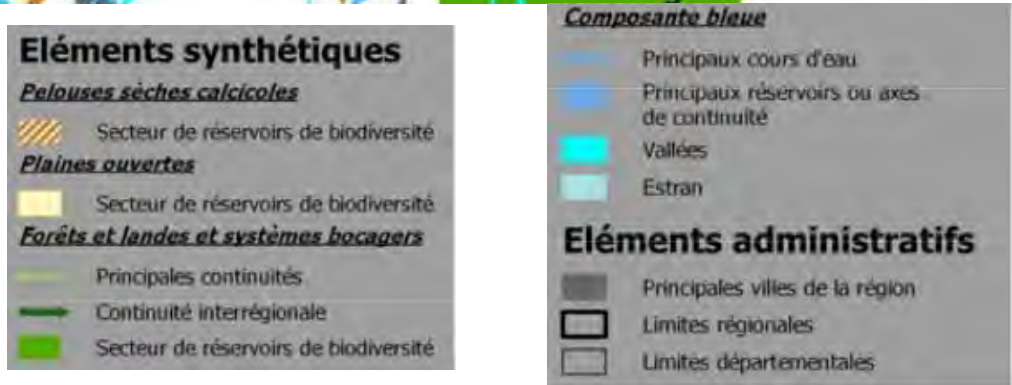 Eléments synthétiques
Pelouses sèches calcicoles
Secteur de réservoirs de biodiversité
Plaines ouvertes
Secteur de réservoirs de biodiversité
Forêts et landes et systèmes bocagers
Principales continuités
Continuité interrégionale
Secteur de réservoirs de biodiversité
Composante bleue
Principaux cours d'eau
Principaux réservoirs ou axes
de continuité
Vallées
Estran
Eléments administratifs
Principales villes de la région
Limites régionales
Limites départementales